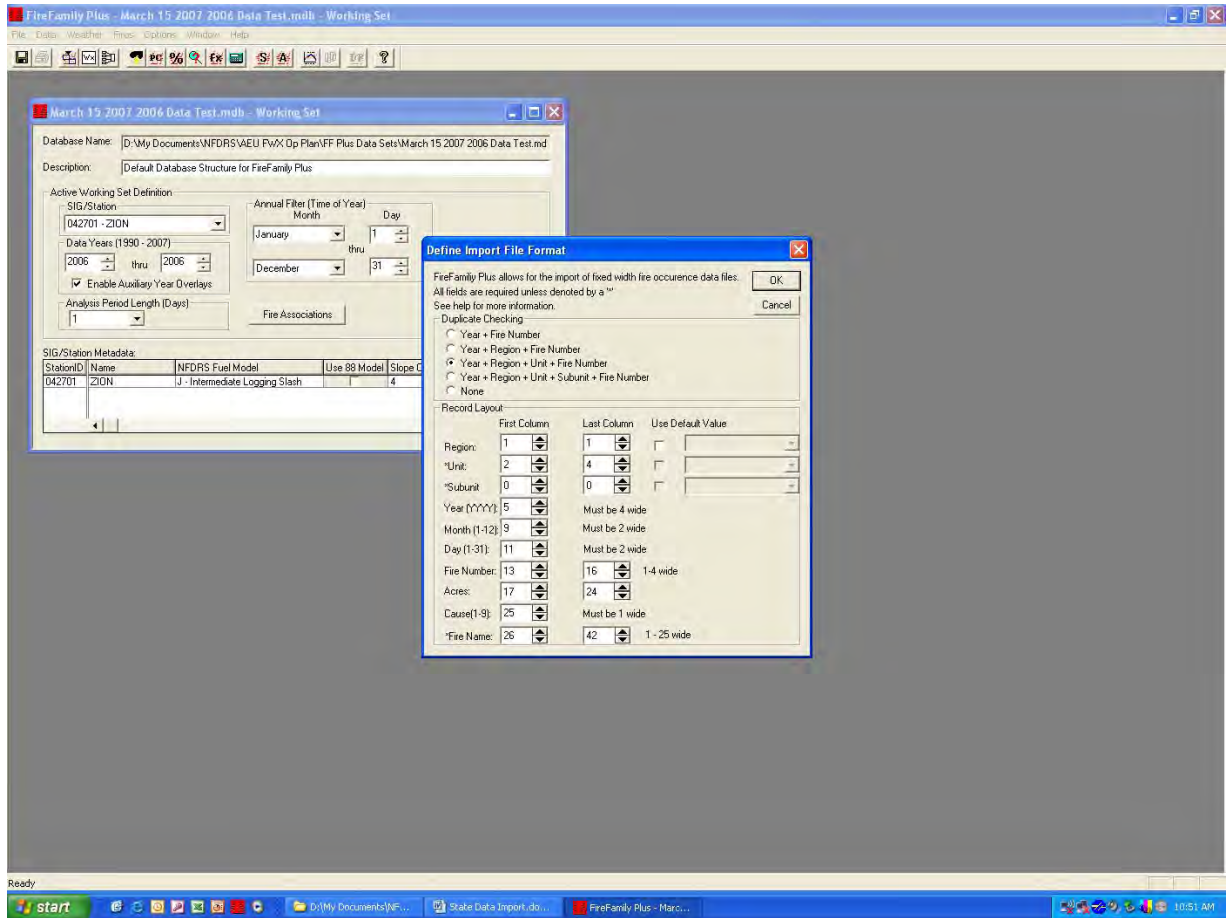 FireFamily Plus - March 15 2007 2006 Data Test.mdb - Working Set
File Data Weather Fires Options Window Help
March 15 2007 2006 Data Test.mdb - Working Set
Database Name: D:\My Documents\NFDRS\AEU FWX Op Plan\FF Plus Data Sets\March 15 2007 2006 Data Test.md
Description: Default Database Structure for FireFamily Plus
Active Working Set Definition
SIG/Station
042701 - ZION
Data Years (1990 - 2007)
2006 thru 2006
Enable Auxiliary Year Overlays
Analysis Period Length (Days)
1
Annual Filter (Time of Year)
Month Day
January 1
thru
December 31
Fire Associations
SIG/Station Metadata:
StationID Name NFDRS Fuel Model Use 88 Model Slope C
042701 ZION J - Intermediate Logging Slash 4
Define Import File Format
FireFamiliy Plus allows for the import of fixed width fire occurence data files.
All fields are required unless denoted by a '*'
See help for more information.
OK
Cancel
Duplicate Checking
Year + Fire Number
Year + Region + Fire Number
Year + Region + Unit + Fire Number
Year + Region + Unit + Subunit + Fire Number
None
Record Layout
First Column Last Column Use Default Value
Region: 1 1
*Unit: 2 4
*Subunit 0 0
Year (YYYY): 5 Must be 4 wide
Month (1-12): 9 Must be 2 wide
Day (1-31): 11 Must be 2 wide
Fire Number: 13 16 1-4 wide
Acres: 17 24
Cause(1-9): 25 Must be 1 wide
*Fire Name: 26 42 1 - 25 wide
Ready
start D:\My Documents\NF... State Data Import.do... FireFamily Plus - Marc... 10:51 AM